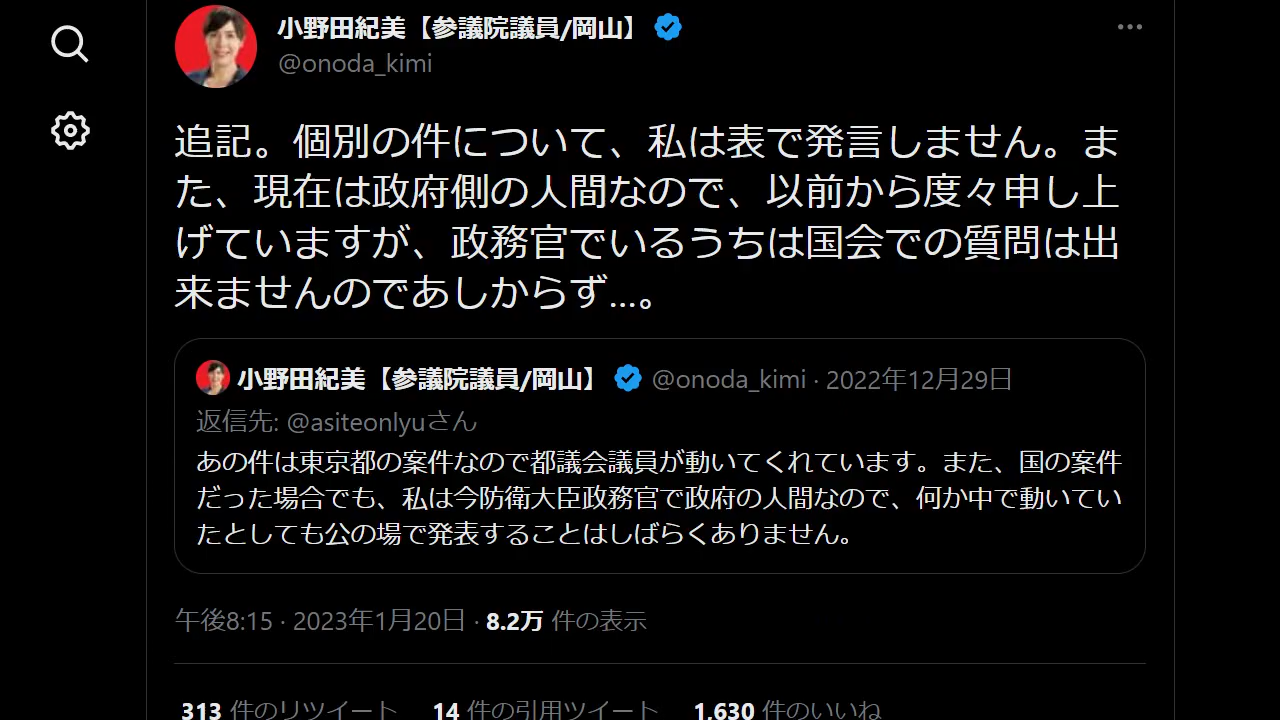 小野田紀美【参議院議員/岡山】
@onoda_kimi
追記。個別の件について、私は表で発言しません。ま
た、現在は政府側の人間なので、以前から度々申し上
げていますが、政務官でいるうちは国会での質問は出
来ませんのであしからず…。
小野田紀美【参議院議員/岡山】 @onoda_kimi · 2022年12月29日
返信先: @asiteonlyuさん
あの件は東京都の案件なので都議会議員が動いてくれています。また、国の案件
だった場合でも、私は今防衛大臣政務官で政府の人間なので、何か中で動いてい
たとしても公の場で発表することはしばらくありません。
午後8:15 · 2023年1月20日 · 8.2万 件の表示
313 件のリツイート 14 件の引用ツイート 1,630 件のいいね